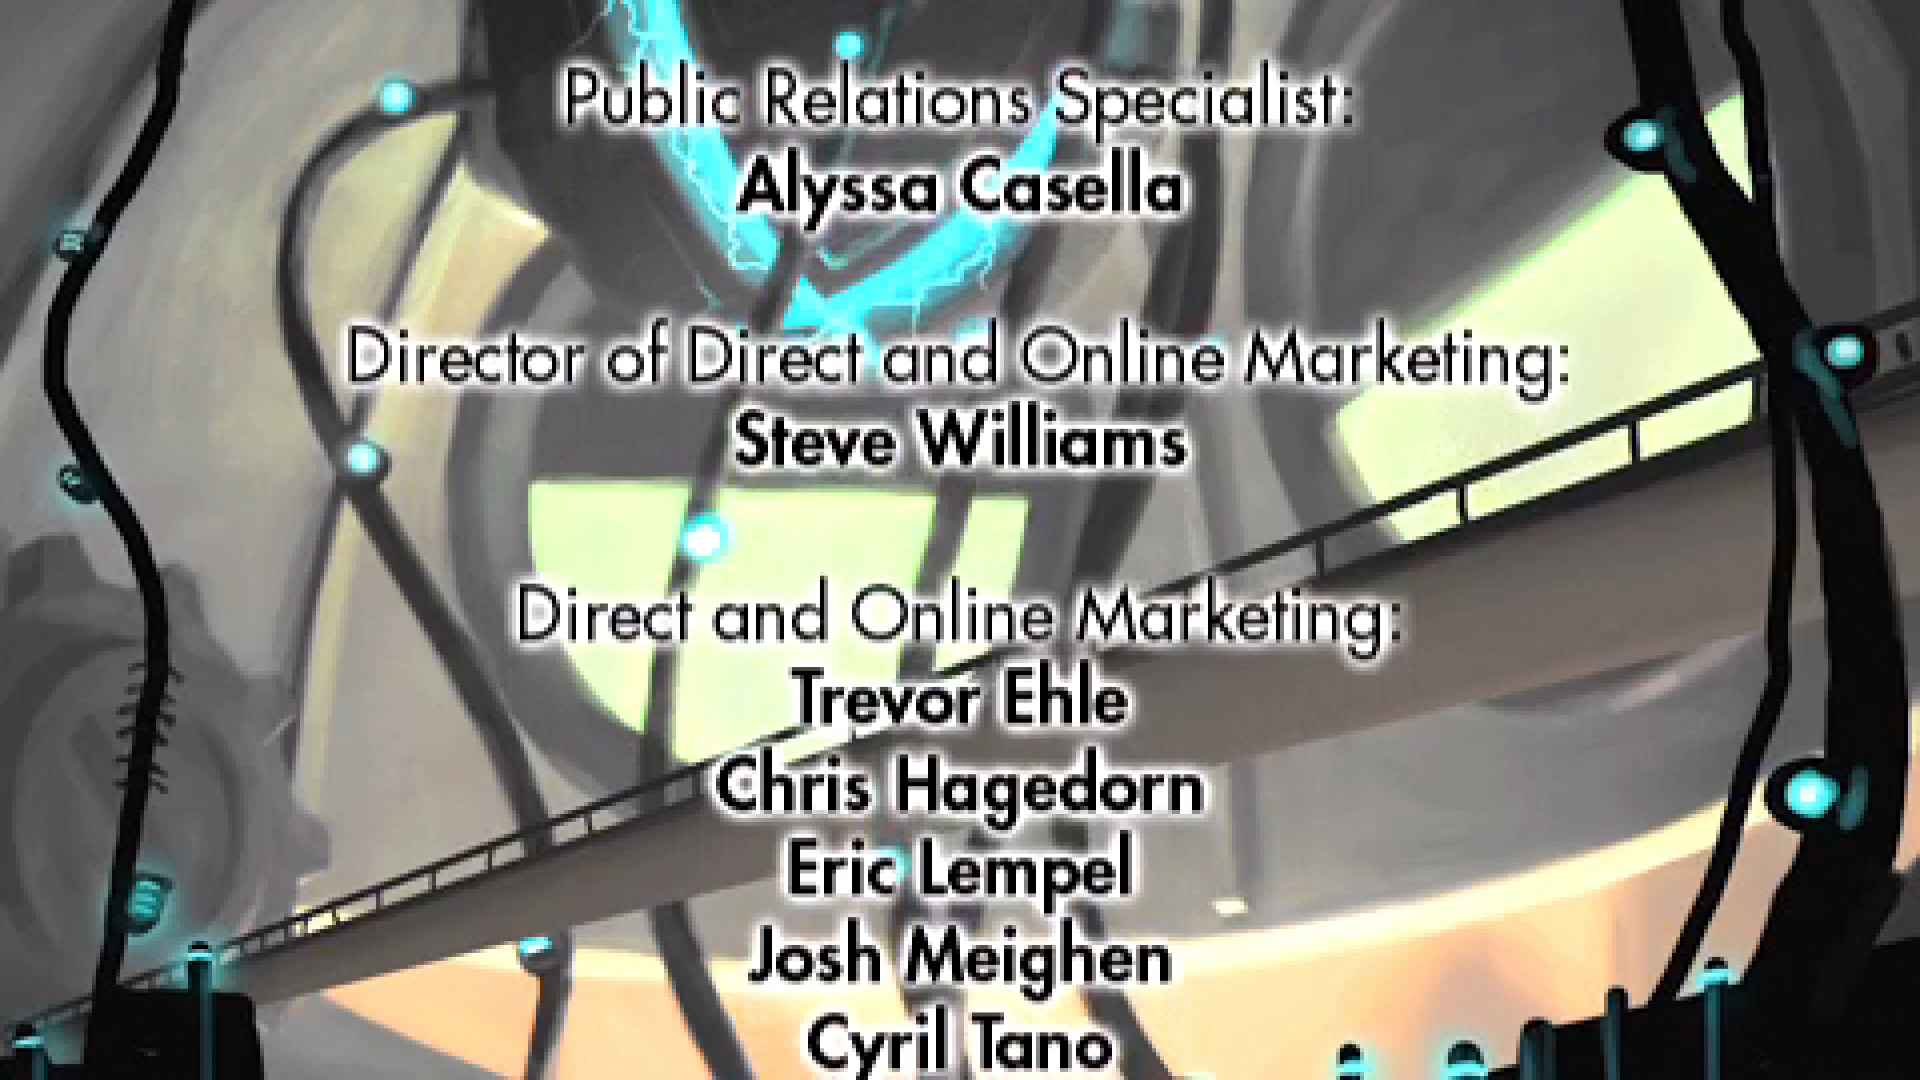 Public Relations Specialist:
Alyssa Casella
Director of Direct and Online Marketing:
Steve Williams
Direct and Online Marketing:
Trevor Ehle
Chris Hagedorn
Eric Lempel
Josh Meighen
Cyril Tano